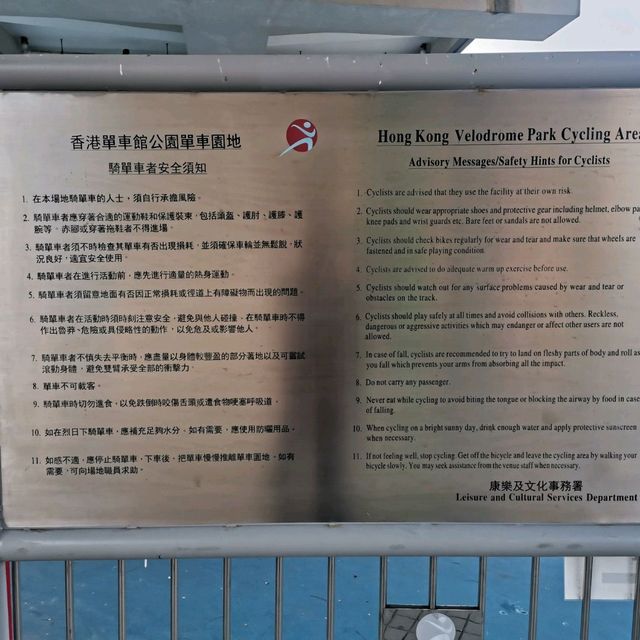 香港單車館公園單車園地
騎單車者安全須知
1. 在本場地騎單車的人士，須自行承擔風險。
2. 騎單車者應穿著合適的運動鞋和保護裝束，包括頭盔、護肘、護膝、護
腕等。赤腳或穿著拖鞋者不得進場。
3. 騎單車者須不時檢查其單車有否出現損耗，並須確保車輪並無鬆脫，狀
況良好，適宜安全使用。
4. 騎單車者在進行活動前，應先進行適量的熱身運動。
5. 騎單車者須留意地面有否因正常損耗或徑道上有障礙物而出現的問題。
6. 騎單車者在活動時須時刻注意安全，避免與他人碰撞。在騎單車時不得
作出魯莽、危險或具侵略性的動作，以免危及或影響他人。
7. 騎單車者不慎失去平衡時，應盡量以身體較豐盈的部分著地以及可嘗試
滾動身體，避免雙臂承受全部的衝擊力。
8. 單車不可載客。
9. 騎單車時切勿進食，以免跌倒時咬傷舌頭或遭食物哽塞呼吸道。
10. 如在烈日下騎單車，應補充足夠水分。如有需要，應使用防曬用品。
11. 如感不適，應停止騎單車，下車後，把單車慢慢推離單車園地。如有
需要，可向場地職員求助。
Hong Kong Velodrome Park Cycling Area
Advisory Messages/Safety Hints for Cyclists
1. Cyclists are advised that they use the facility at their own risk.
2. Cyclists should wear appropriate shoes and protective gear including helmet, elbow pa
knee pads and wrist guards etc. Bare feet or sandals are not allowed.
3. Cyclists should check bikes regularly for wear and tear and make sure that wheels are
fastened and in safe playing condition.
4. Cyclists are advised to do adequate warm up exercise before use.
5. Cyclists should watch out for any surface problems caused by wear and tear or
obstacles on the track.
6. Cyclists should play safely at all times and avoid collisions with others. Reckless,
dangerous or aggressive activities which may endanger or affect other users are not
allowed.
7. In case of fall, cyclists are recommended to try to land on fleshy parts of body and roll as
you fall which prevents your arms from absorbing all the impact.
8. Do not carry any passenger.
9. Never eat while cycling to avoid biting the tongue or blocking the airway by food in case
of falling.
10. When cycling on a bright sunny day, drink enough water and apply protective sunscreen
when necessary.
11. If not feeling well, stop cycling. Get off the bicycle and leave the cycling area by walking your
bicycle slowly. You may seek assistance from the venue staff when necessary.
康樂及文化事務署
Leisure and Cultural Services Department